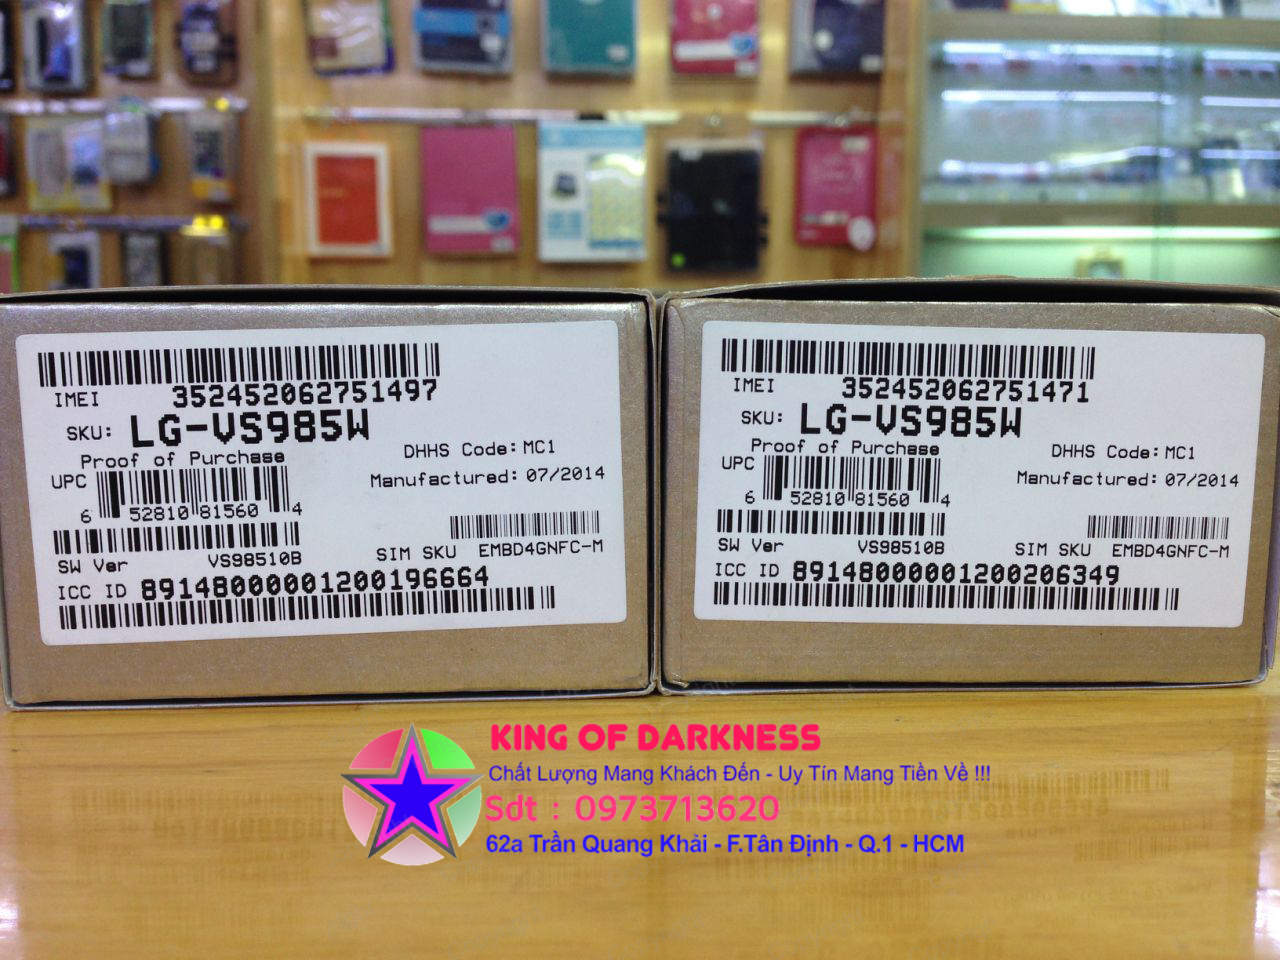 IMEI 352452062751497
SKU: LG-VS985W
Proof of Purchase
DHHS Code: MC1
UPC
Manufactured: 07/2014
6 52810 81560 4
SW Ver VS98510B
SIM SKU EMBD4GNFC-M
ICC ID 89148000001200196664
IMEI 352452062751471
SKU: LG-VS985W
Proof of Purchase
DHHS Code: MC1
UPC
Manufactured: 07/2014
6 52810 81560 4
SW Ver VS98510B
SIM SKU EMBD4GNFC-M
ICC ID 89148000001200206349
KING OF DARKNESS
Chất Lượng Mang Khách Đến - Uy Tín Mang Tiền Về !!!
Sdt : 0973713620
62a Trần Quang Khải - F.Tân Định - Q.1 - HCM